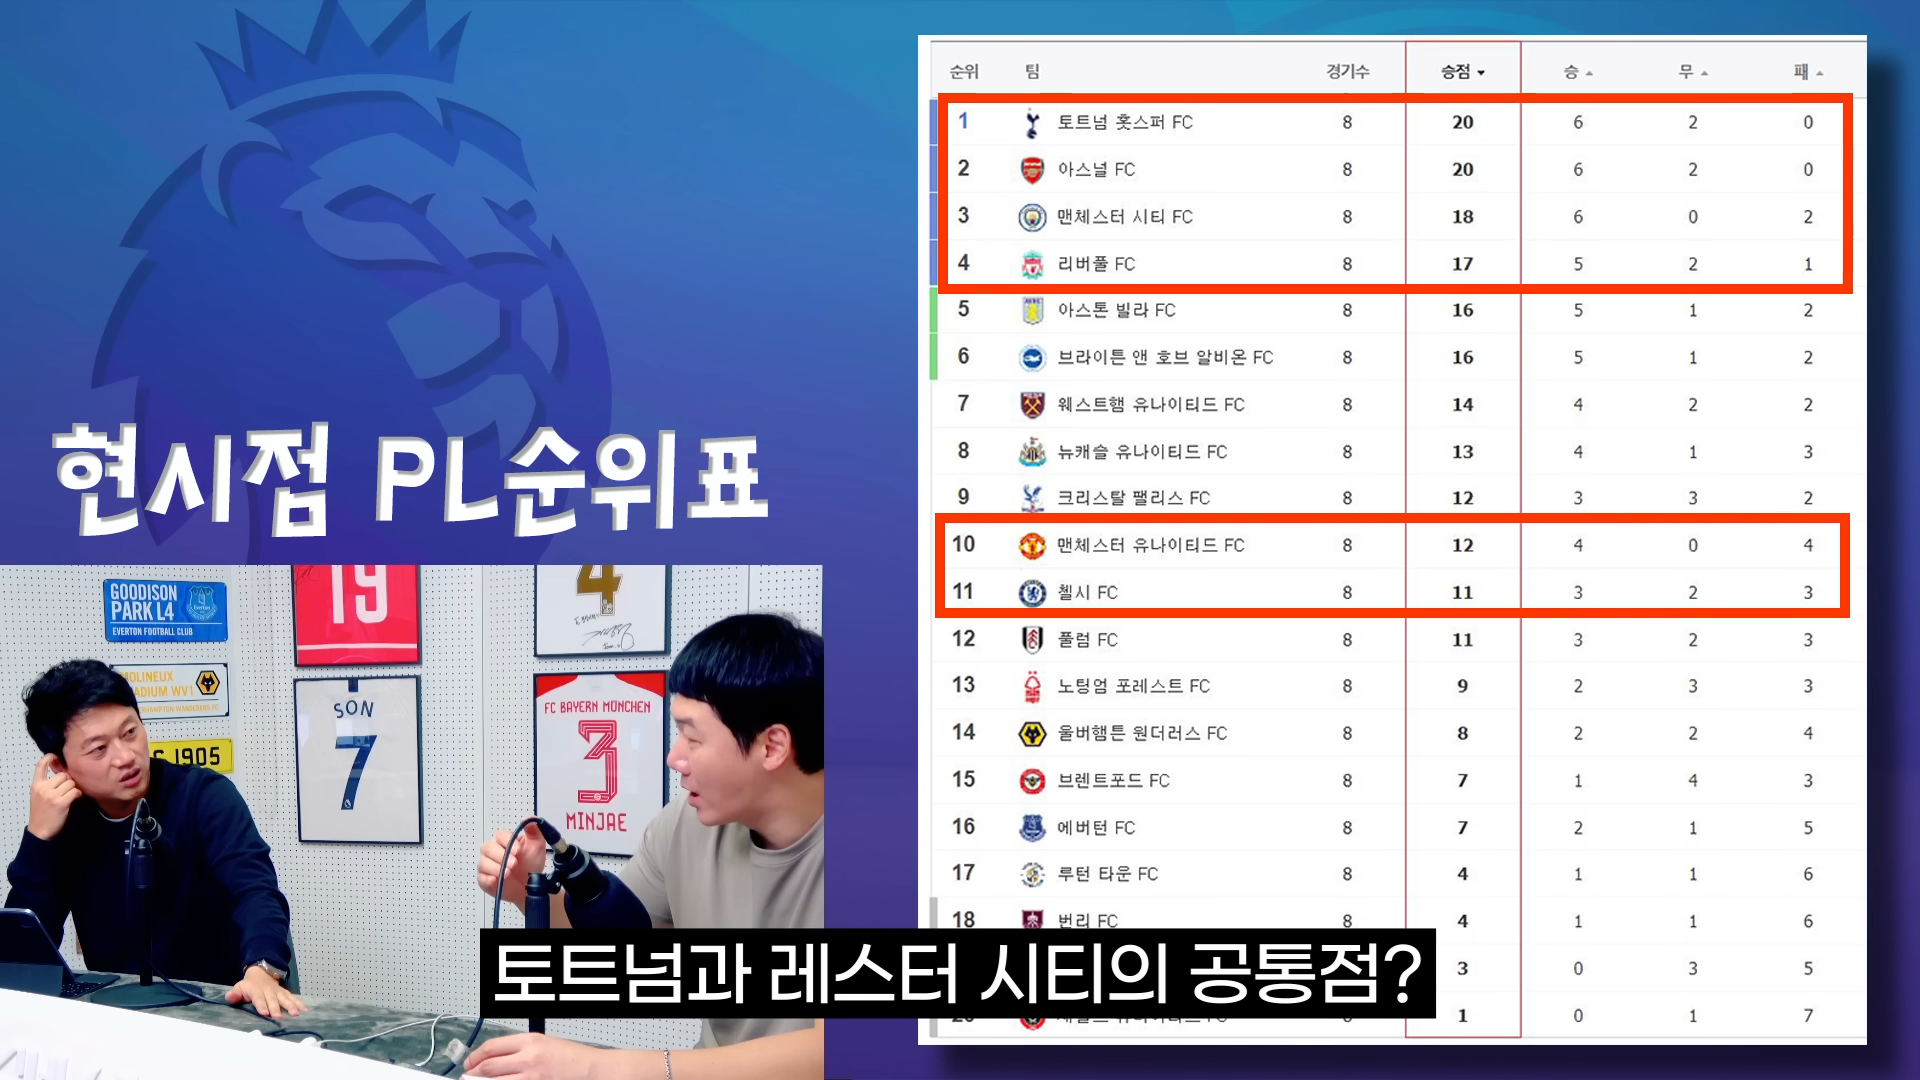 현시점 PL순위표
순위 팀 경기수 승점 승 무 패
1 토트넘 홋스퍼 FC 8 20 6 2 0
2 아스널 FC 8 20 6 2 0
3 맨체스터 시티 FC 8 18 6 0 2
4 리버풀 FC 8 17 5 2 1
5 아스톤 빌라 FC 8 16 5 1 2
6 브라이튼 앤 호브 알비온 FC 8 16 5 1 2
7 웨스트햄 유나이티드 FC 8 14 4 2 2
8 뉴캐슬 유나이티드 FC 8 13 4 1 3
9 크리스탈 팰리스 FC 8 12 3 3 2
10 맨체스터 유나이티드 FC 8 12 4 0 4
11 첼시 FC 8 11 3 2 3
12 풀럼 FC 8 11 3 2 3
13 노팅엄 포레스트 FC 8 9 2 3 3
14 울버햄튼 원더러스 FC 8 8 2 2 4
15 브렌트포드 FC 8 7 1 4 3
16 에버턴 FC 8 7 2 1 5
17 루턴 타운 FC 8 4 1 1 6
18 번리 FC 8 4 1 1 6
3 0 3 5
1 0 1 7
GOODISON
PARK L4
EVERTON FOOTBALL CLUB
MOLINEUX
ADIUM WV1
1905
19
4
SON
7
FC BAYERN MÜNCHEN
3
MINJAE
토트넘과 레스터 시티의 공통점?